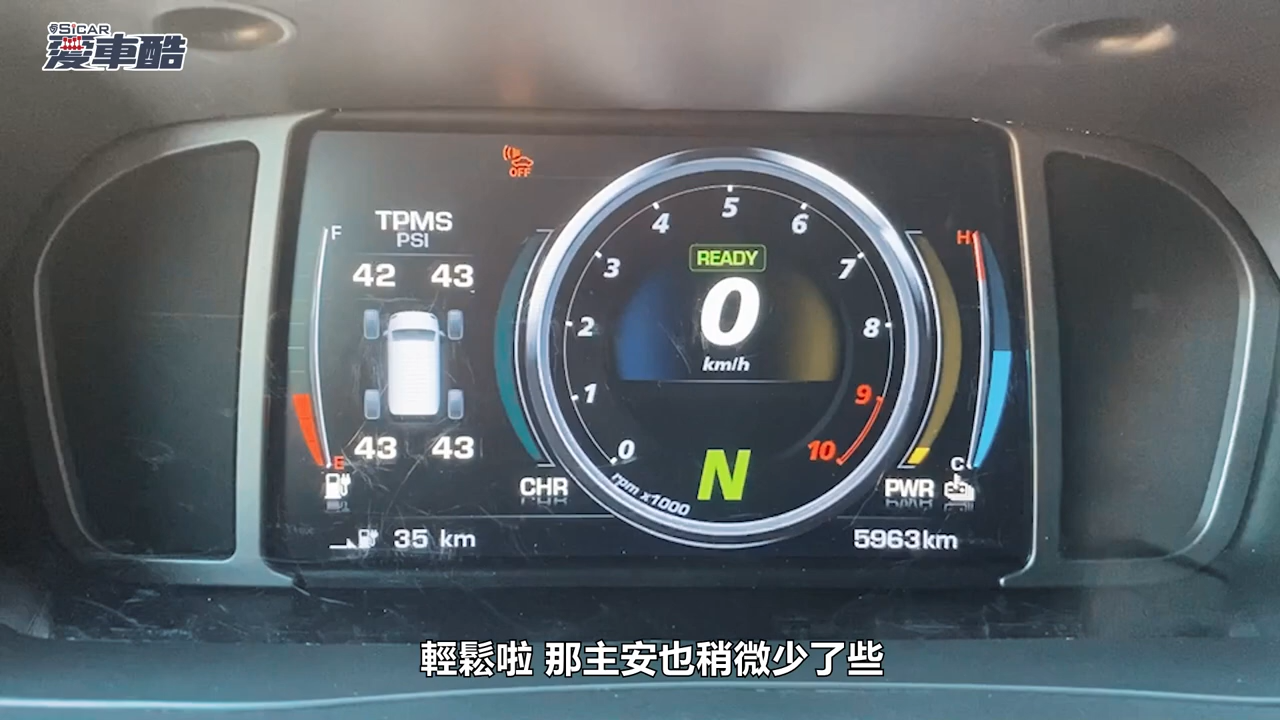 SiCAR
愛車酷
OFF
TPMS
PSI
42 43
43 43
F
E
CHR
35 km
0
1
2
3
4
5
6
7
8
9
10
READY
0
km/h
N
rpm x1000
H
C
PWR
5963km
輕鬆啦 那主安也稍微少了些